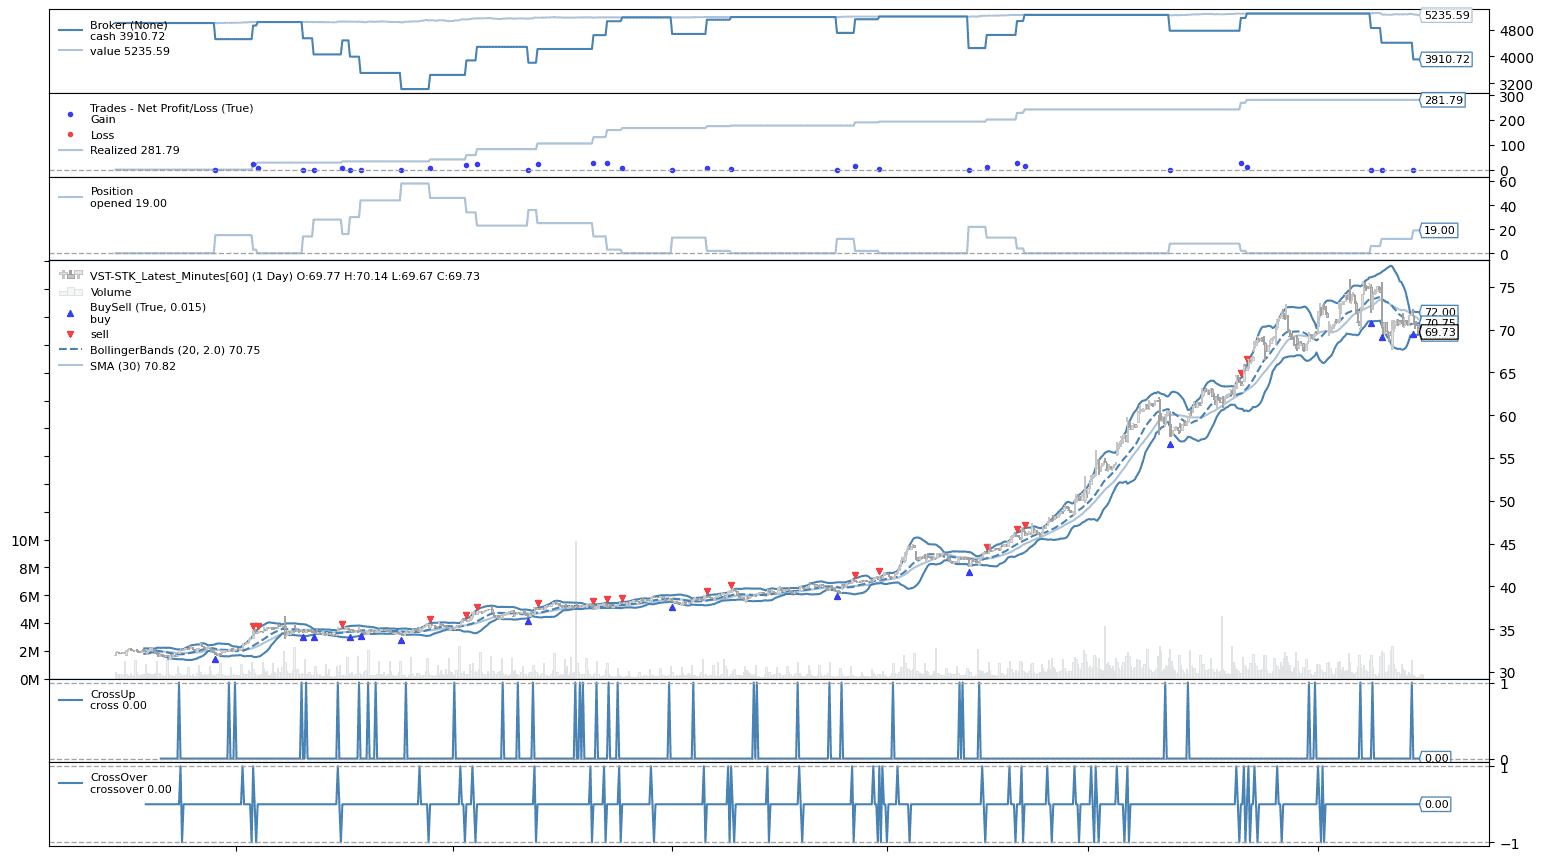 Broker (None)
cash 3910.72
value 5235.59
5235.59
4800
4000
3910.72
3200
Trades - Net Profit/Loss (True)
Gain
Loss
Realized 281.79
300
281.79
200
100
0
Position
opened 19.00
60
40
20
19.00
0
VST-STK_Latest_Minutes[60] (1 Day) O:69.77 H:70.14 L:69.67 C:69.73
Volume
BuySell (True, 0.015)
buy
sell
BollingerBands (20, 2.0) 70.75
SMA (30) 70.82
75
72.00
70.75
70
69.73
65
60
55
50
45
40
35
30
10M
8M
6M
4M
2M
0M
CrossUp
cross 0.00
1
0
0.00
CrossOver
crossover 0.00
1
0.00
−1